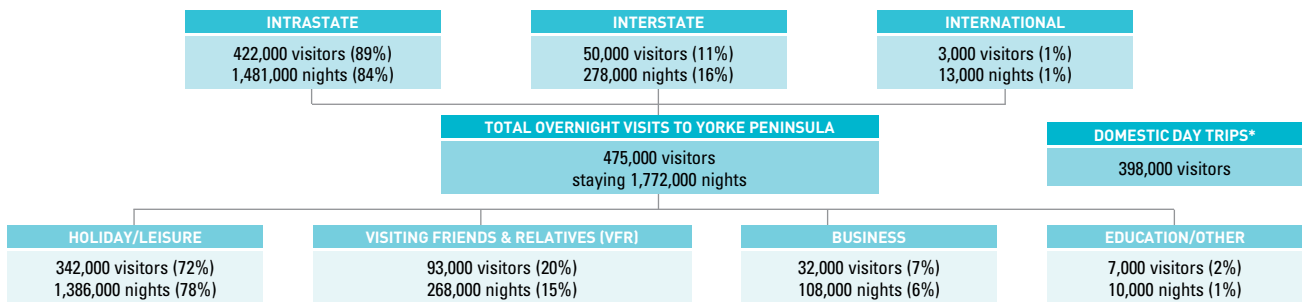 INTRASTATE
422,000 visitors (89%)
1,481,000 nights (84%)
INTERSTATE
50,000 visitors (11%)
278,000 nights (16%)
INTERNATIONAL
3,000 visitors (1%)
13,000 nights (1%)
TOTAL OVERNIGHT VISITS TO YORKE PENINSULA
475,000 visitors
staying 1,772,000 nights
DOMESTIC DAY TRIPS*
398,000 visitors
HOLIDAY/LEISURE
342,000 visitors (72%)
1,386,000 nights (78%)
VISITING FRIENDS & RELATIVES (VFR)
93,000 visitors (20%)
268,000 nights (15%)
BUSINESS
32,000 visitors (7%)
108,000 nights (6%)
EDUCATION/OTHER
7,000 visitors (2%)
10,000 nights (1%)